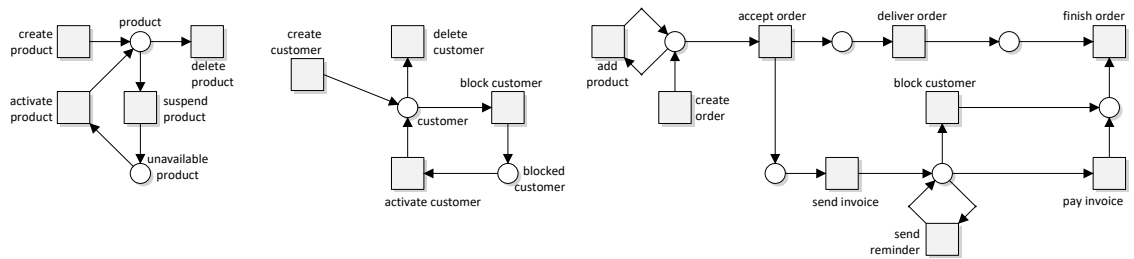 create
product
product
delete
product
activate
product
suspend
product
unavailable
product
create
customer
delete
customer
block customer
customer
activate customer
blocked
customer
add
product
create
order
accept order
deliver order
finish order
block customer
send invoice
pay invoice
send
reminder